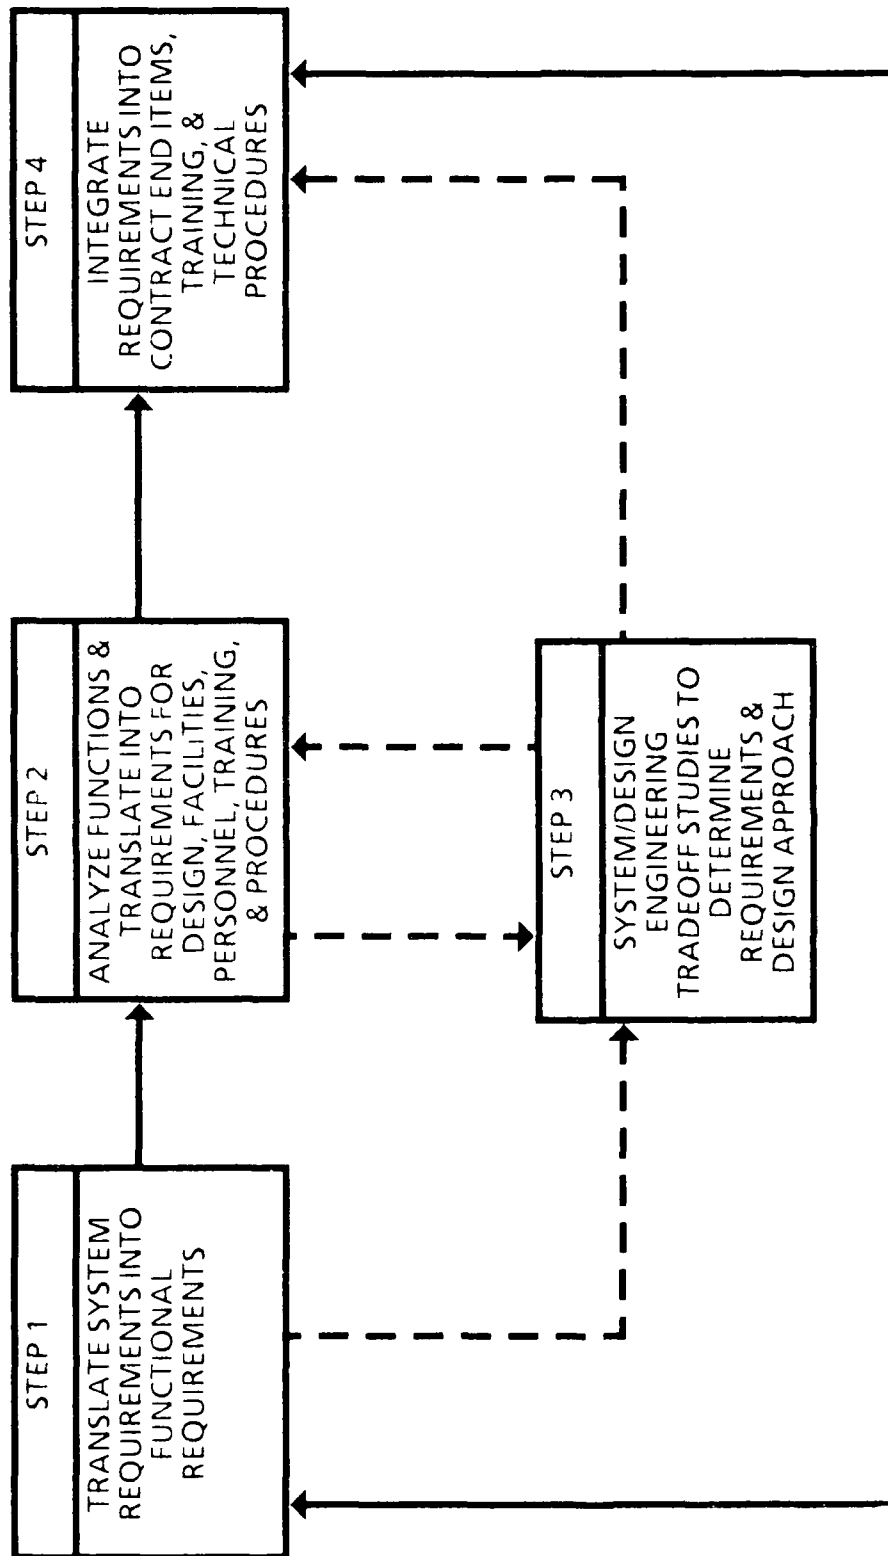 STEP 1
TRANSLATE SYSTEM
REQUIREMENTS INTO
FUNCTIONAL
REQUIREMENTS
STEP 2
ANALYZE FUNCTIONS &
TRANSLATE INTO
REQUIREMENTS FOR
DESIGN, FACILITIES,
PERSONNEL, TRAINING,
& PROCEDURES
STEP 3
SYSTEM/DESIGN
ENGINEERING
TRADEOFF STUDIES TO
DETERMINE
REQUIREMENTS &
DESIGN APPROACH
STEP 4
INTEGRATE
REQUIREMENTS INTO
CONTRACT END ITEMS,
TRAINING, &
TECHNICAL
PROCEDURES